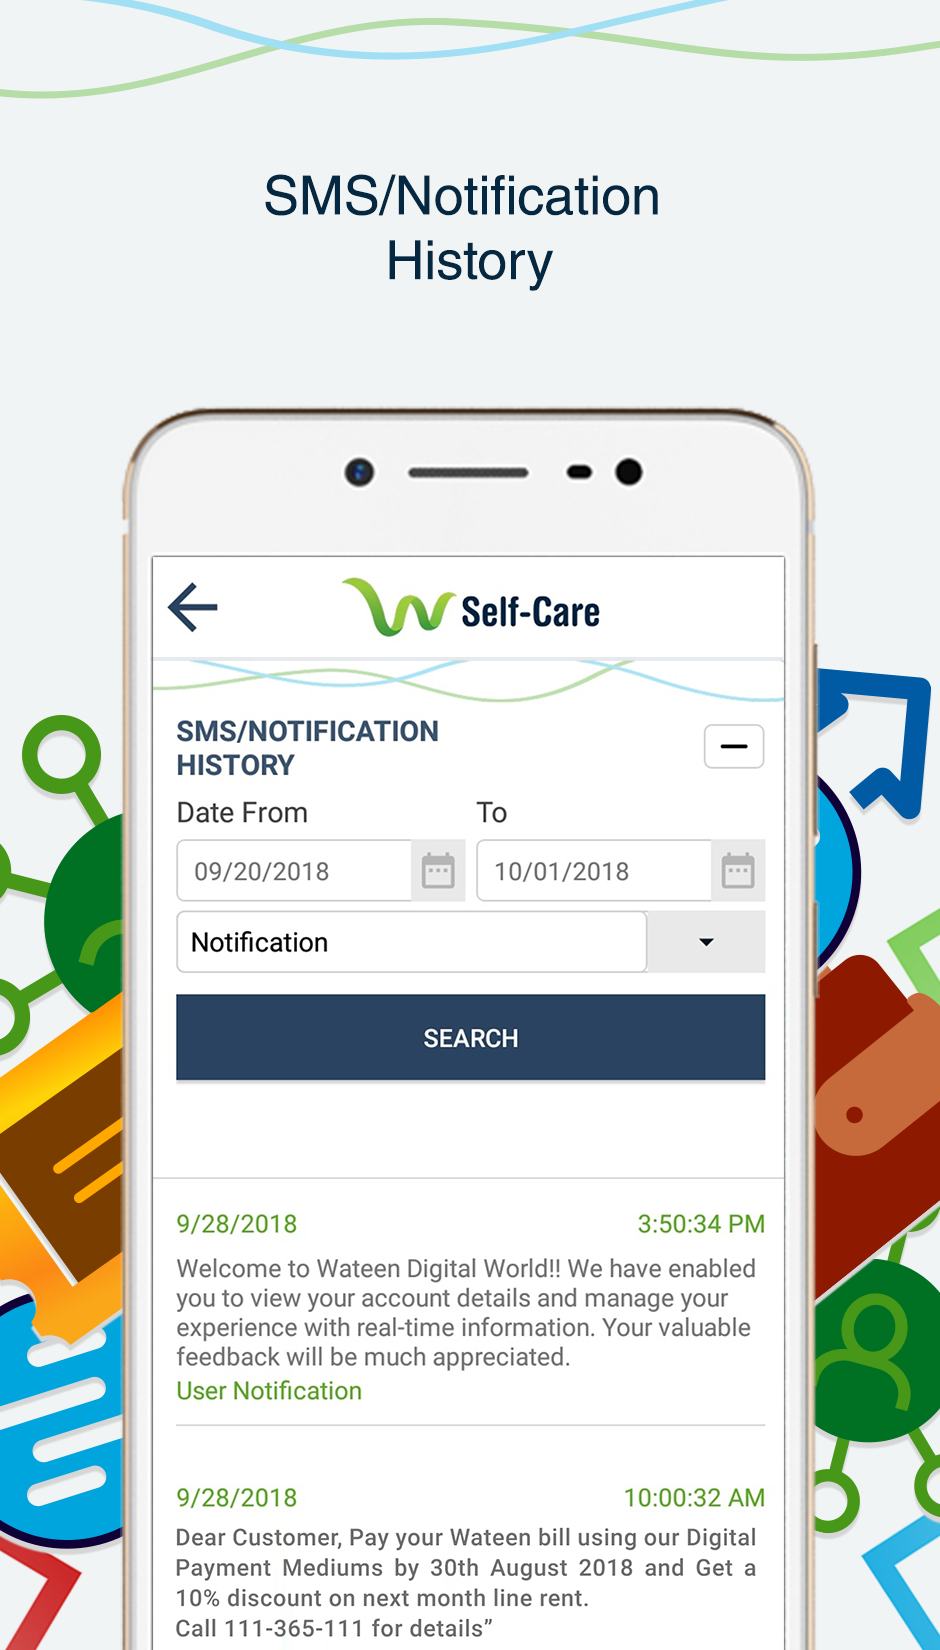 SMS/Notification
History
Self-Care
SMS/NOTIFICATION
HISTORY
Date From To
09/20/2018 10/01/2018
Notification
SEARCH
9/28/2018 3:50:34 PM
Welcome to Wateen Digital World!! We have enabled
you to view your account details and manage your
experience with real-time information. Your valuable
feedback will be much appreciated.
User Notification
9/28/2018 10:00:32 AM
Dear Customer, Pay your Wateen bill using our Digital
Payment Mediums by 30th August 2018 and Get a
10% discount on next month line rent.
Call 111-365-111 for details”